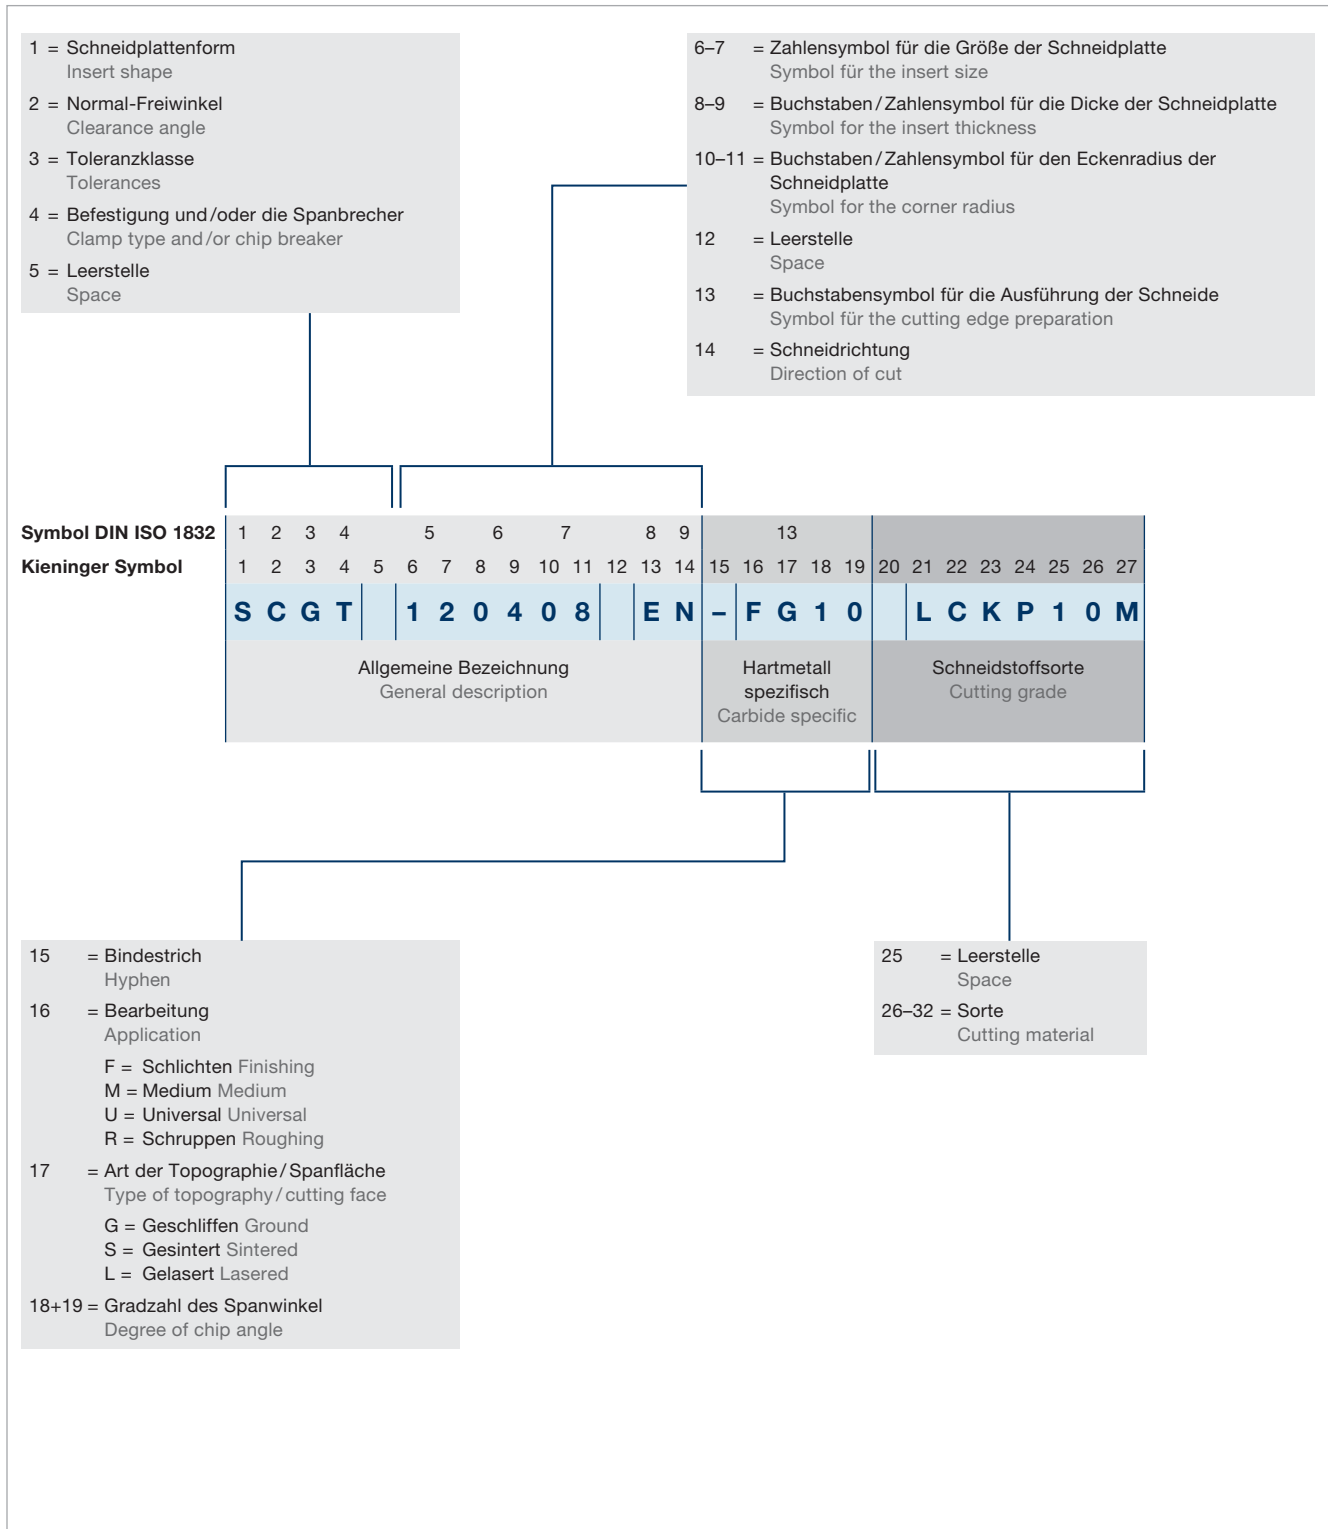 1 = Schneidplattenform
Insert shape
2 = Normal-Freiwinkel
Clearance angle
3 = Toleranzklasse
Tolerances
4 = Befestigung und/oder die Spanbrecher
Clamp type and/or chip breaker
5 = Leerstelle
Space
6–7 = Zahlensymbol für die Größe der Schneidplatte
Symbol für the insert size
8–9 = Buchstaben/Zahlensymbol für die Dicke der Schneidplatte
Symbol for the insert thickness
10–11 = Buchstaben/Zahlensymbol für den Eckenradius der
Schneidplatte
Symbol for the corner radius
12 = Leerstelle
Space
13 = Buchstabensymbol für die Ausführung der Schneide
Symbol für the cutting edge preparation
14 = Schneidrichtung
Direction of cut
Symbol DIN ISO 1832 1 2 3 4 5 6 7 8 9 13
Kieninger Symbol 1 2 3 4 5 6 7 8 9 10 11 12 13 14 15 16 17 18 19 20 21 22 23 24 25 26 27
S C G T 1 2 0 4 0 8 E N – F G 1 0 L C K P 1 0 M
Allgemeine Bezeichnung
General description
Hartmetall
spezifisch
Carbide specific
Schneidstoffsorte
Cutting grade
15 = Bindestrich
Hyphen
16 = Bearbeitung
Application
F = Schlichten Finishing
M = Medium Medium
U = Universal Universal
R = Schruppen Roughing
17 = Art der Topographie/Spanfläche
Type of topography/cutting face
G = Geschliffen Ground
S = Gesintert Sintered
L = Gelasert Lasered
18+19 = Gradzahl des Spanwinkel
Degree of chip angle
25 = Leerstelle
Space
26–32 = Sorte
Cutting material